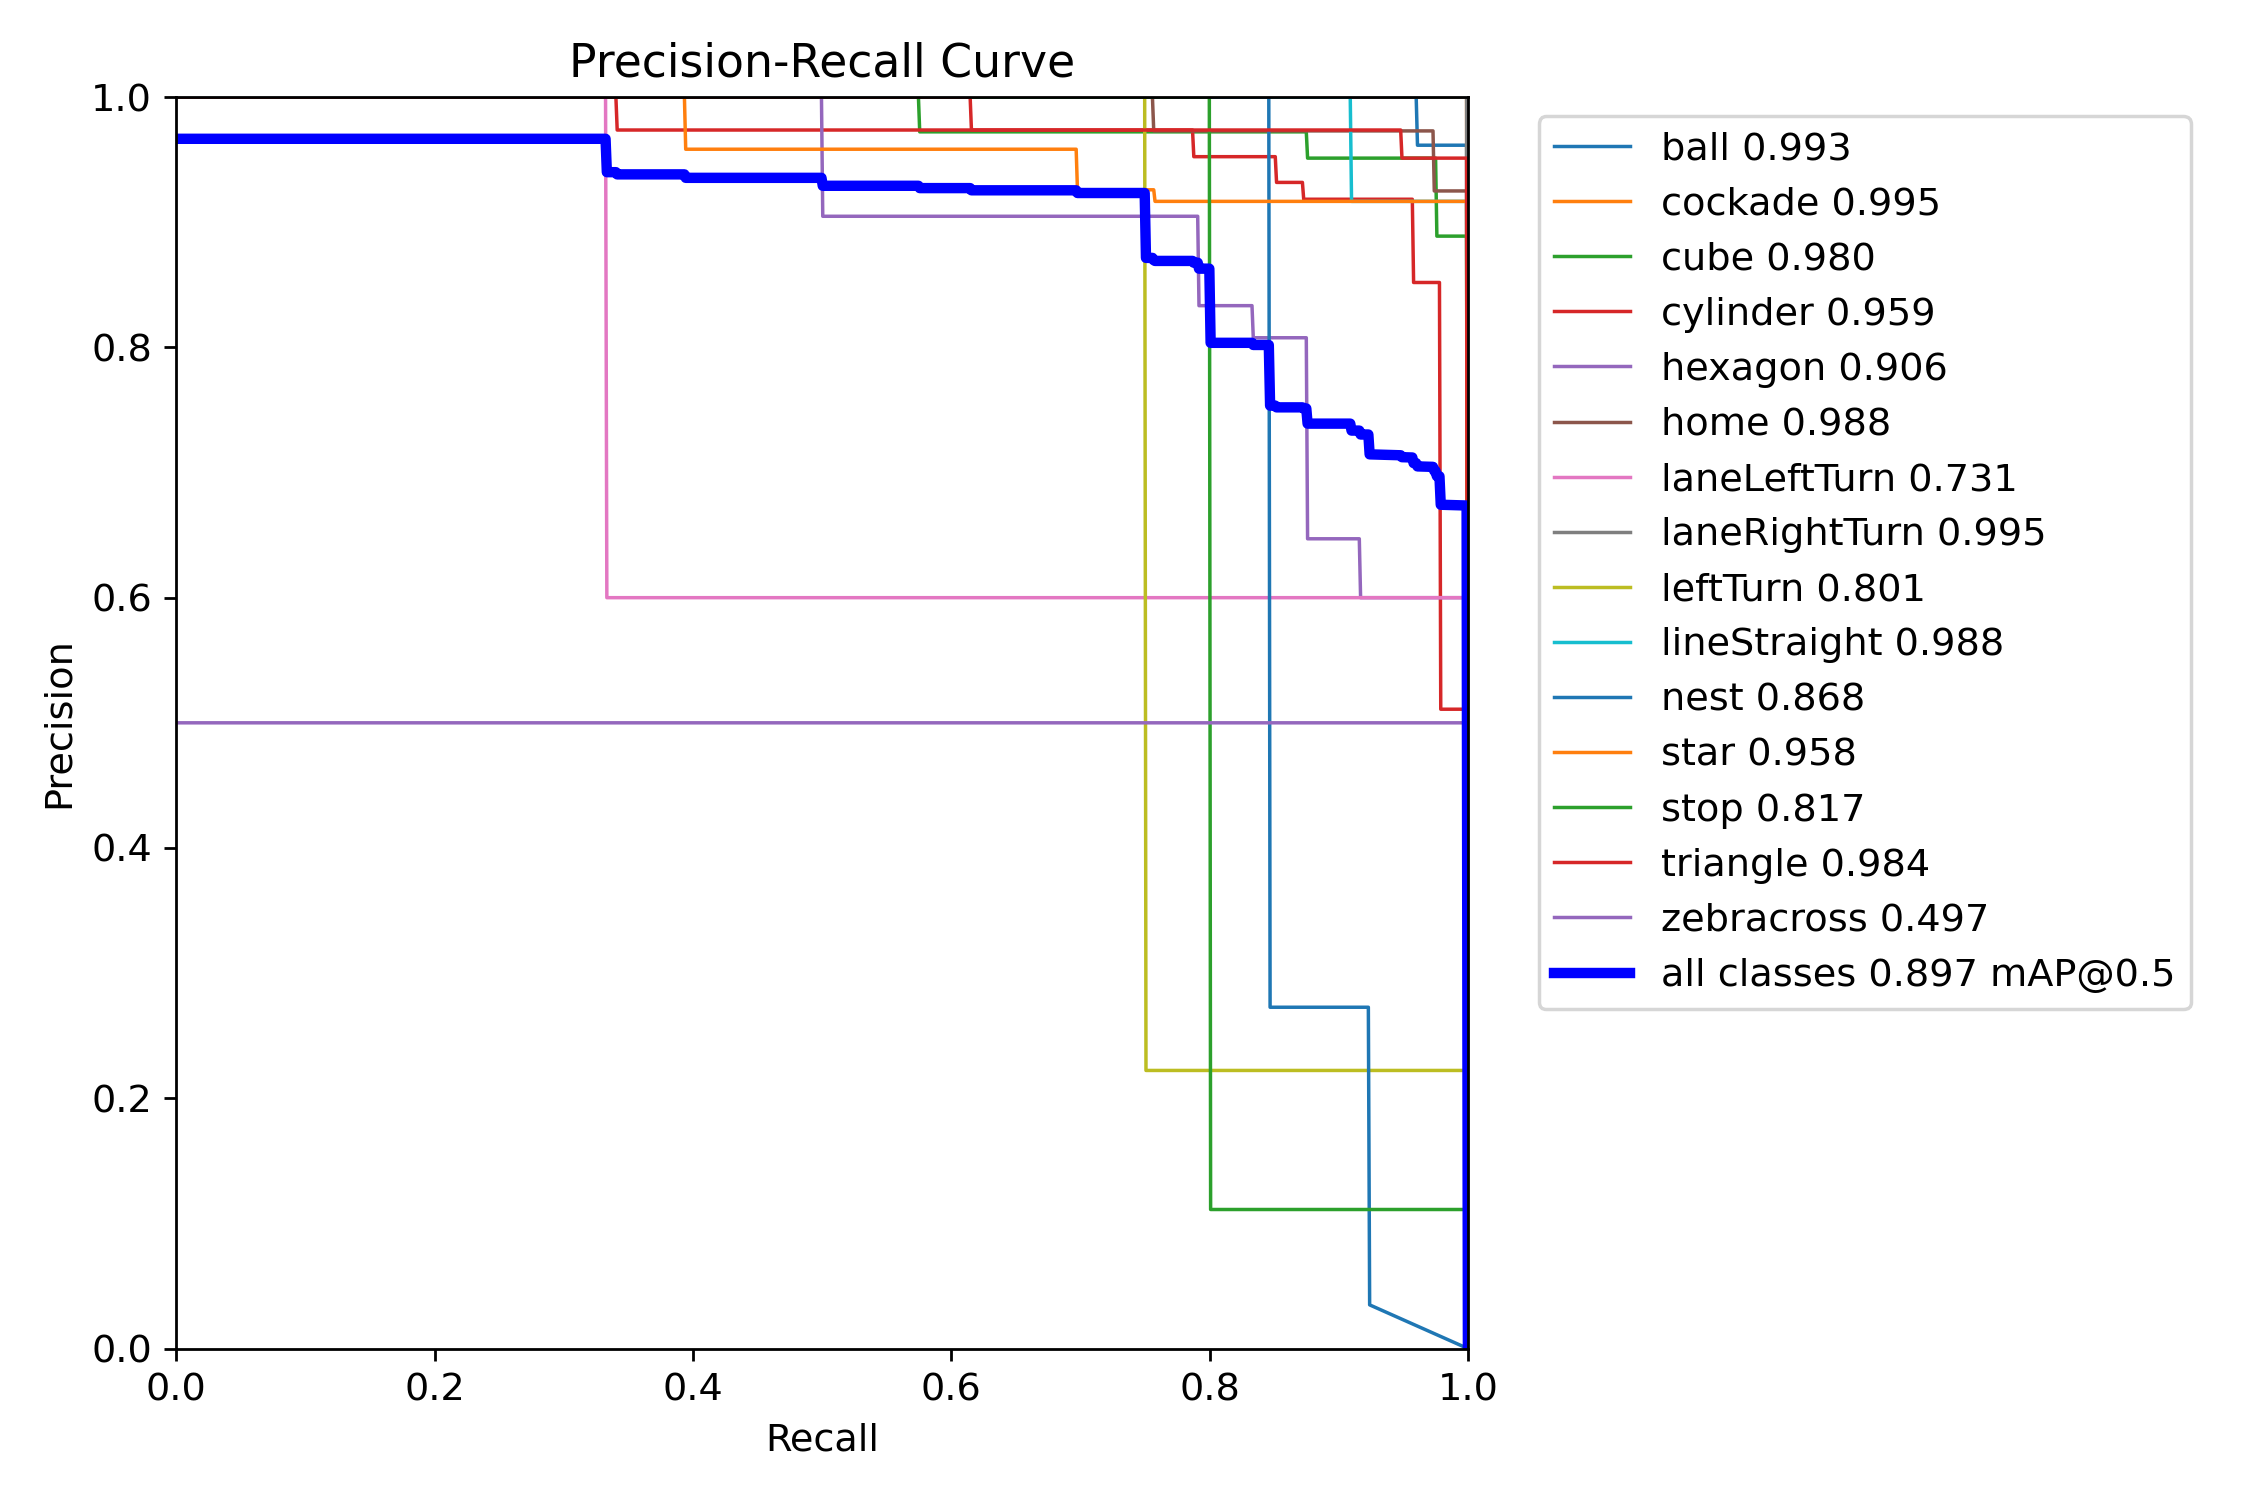 Precision-Recall Curve
1.0
0.8
0.6
0.4
0.2
0.0
Precision
0.0 0.2 0.4 0.6 0.8 1.0
Recall
ball 0.993
cockade 0.995
cube 0.980
cylinder 0.959
hexagon 0.906
home 0.988
laneLeftTurn 0.731
laneRightTurn 0.995
leftTurn 0.801
lineStraight 0.988
nest 0.868
star 0.958
stop 0.817
triangle 0.984
zebracross 0.497
all classes 0.897 mAP@0.5